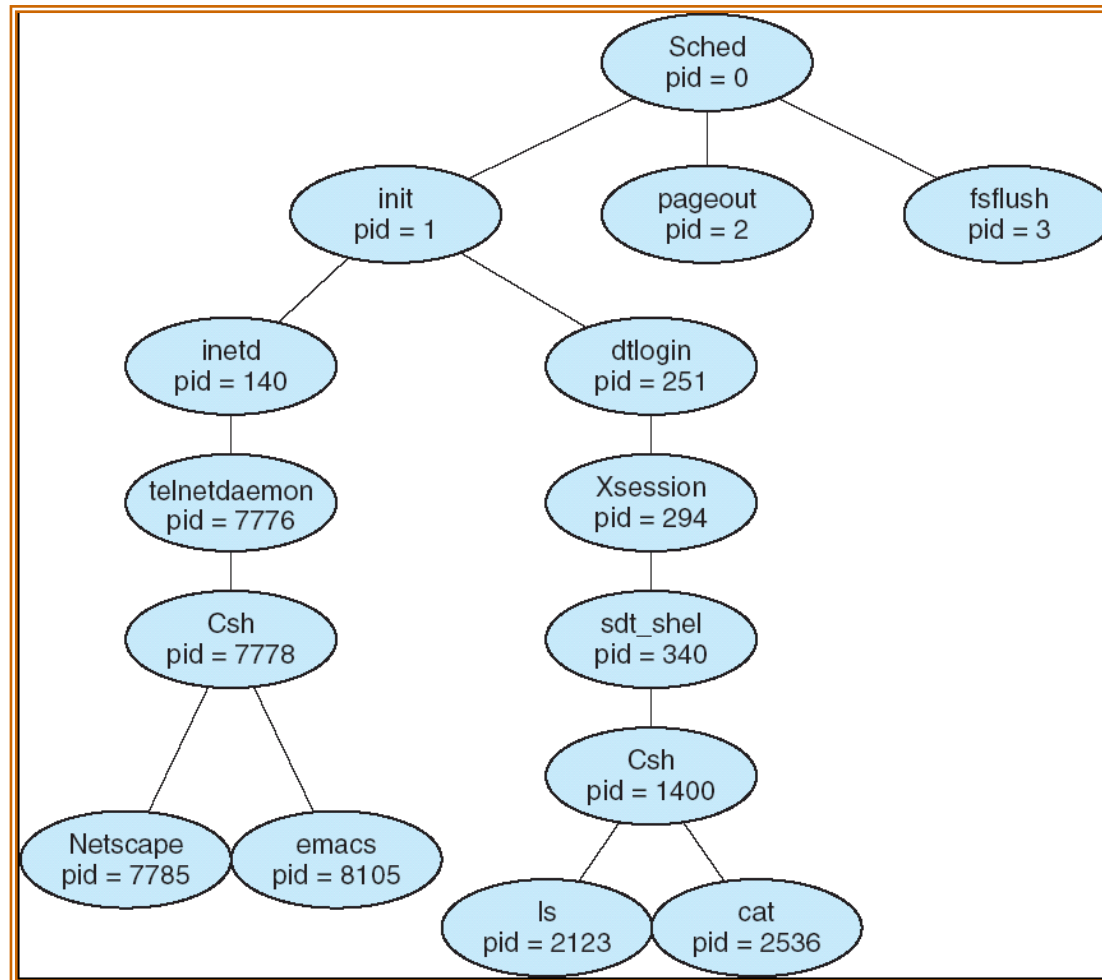 Sched
pid = 0
init
pid = 1
pageout
pid = 2
fsflush
pid = 3
inetd
pid = 140
dtlogin
pid = 251
telnetdaemon
pid = 7776
Xsession
pid = 294
Csh
pid = 7778
sdt_shel
pid = 340
Csh
pid = 1400
Netscape
pid = 7785
emacs
pid = 8105
ls
pid = 2123
cat
pid = 2536